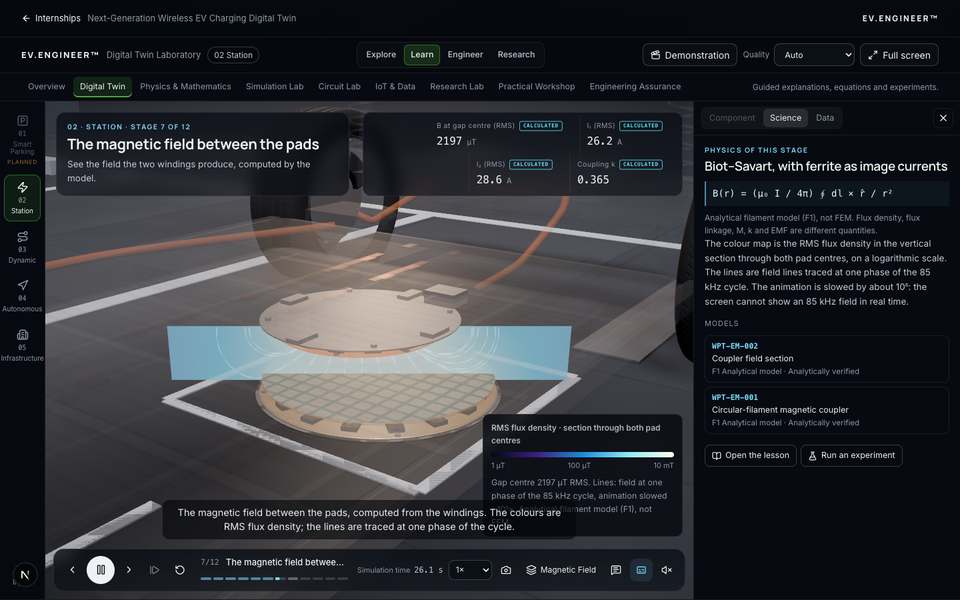 ← Internships Next-Generation Wireless EV Charging Digital Twin EV.ENGINEER™
EV.ENGINEER™ Digital Twin Laboratory 02 Station Explore Learn Engineer Research Demonstration Quality Auto Full screen
Overview Digital Twin Physics & Mathematics Simulation Lab Circuit Lab IoT & Data Research Lab Practical Workshop Engineering Assurance Guided explanations, equations and experiments.
01
Smart
Parking
PLANNED
02
Station
03
Dynamic
04
Autonomous
05
Infrastructure
02 · STATION · STAGE 7 OF 12
The magnetic field between the pads
See the field the two windings produce, computed by the
model.
B at gap centre (RMS) CALCULATED
2197 µT
I₁ (RMS) CALCULATED
26.2 A
I₂ (RMS) CALCULATED
28.6 A
Coupling k CALCULATED
0.365
RMS flux density · section through both pad
centres
1 µT 100 µT 10 mT
Gap centre 2197 µT RMS. Lines: field at one
phase of the 85 kHz cycle, animation slowed
filament model (F1), not
The magnetic field between the pads, computed from the windings. The colours are
RMS flux density; the lines are traced at one phase of the cycle.
7/12 The magnetic field betwee...
Simulation time 26.1 s 1× Magnetic Field
N
Component Science Data
PHYSICS OF THIS STAGE
Biot–Savart, with ferrite as image currents
B(r) = (μ₀ I / 4π) ∮ dl × r̂ / r²
Analytical filament model (F1), not FEM. Flux density, flux
linkage, M, k and EMF are different quantities.
The colour map is the RMS flux density in the vertical
section through both pad centres, on a logarithmic scale.
The lines are field lines traced at one phase of the 85
kHz cycle. The animation is slowed by about 10⁵: the
screen cannot show an 85 kHz field in real time.
MODELS
WPT-EM-002
Coupler field section
F1 Analytical model · Analytically verified
WPT-EM-001
Circular-filament magnetic coupler
F1 Analytical model · Analytically verified
Open the lesson Run an experiment